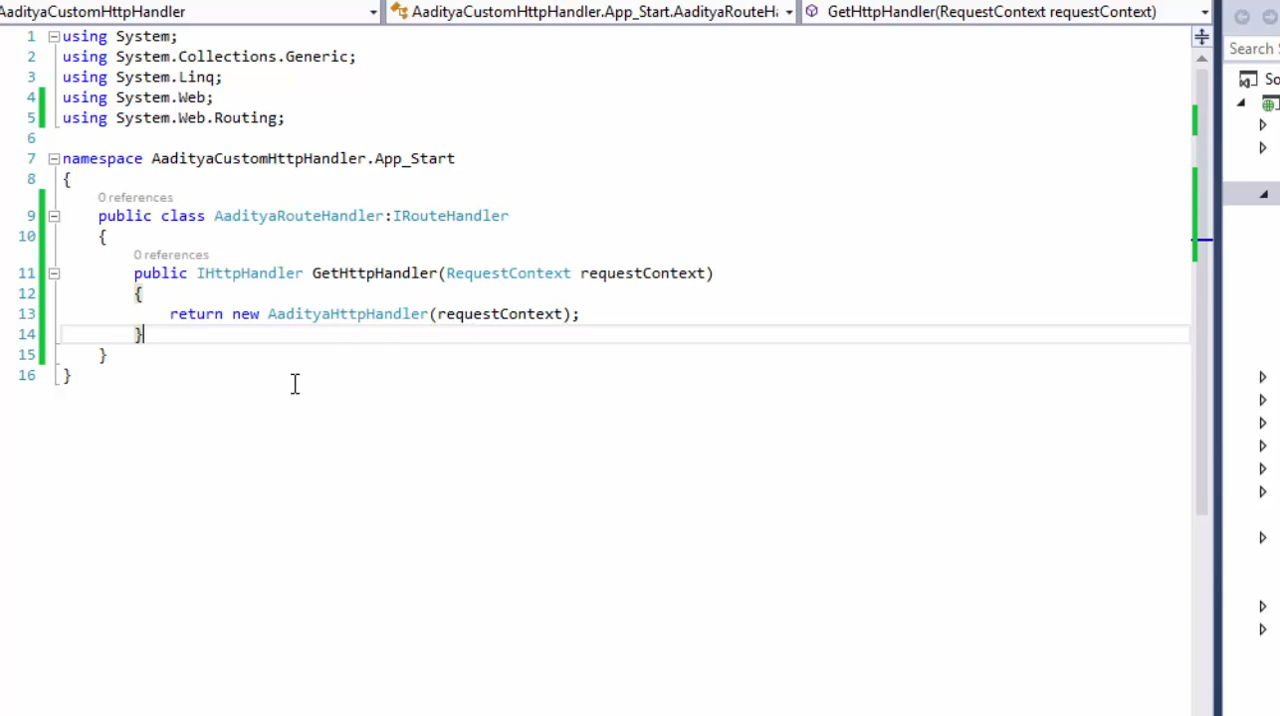 AadityaCustomHttpHandler
AadityaCustomHttpHandler.App_Start.AadityaRouteHa
GetHttpHandler(RequestContext requestContext)
Search S
So
1 using System;
2 using System.Collections.Generic;
3 using System.Linq;
4 using System.Web;
5 using System.Web.Routing;
6
7 namespace AadityaCustomHttpHandler.App_Start
8 {
0 references
9 public class AadityaRouteHandler:IRouteHandler
10 {
0 references
11 public IHttpHandler GetHttpHandler(RequestContext requestContext)
12 {
13 return new AadityaHttpHandler(requestContext);
14 }
15 }
16 }